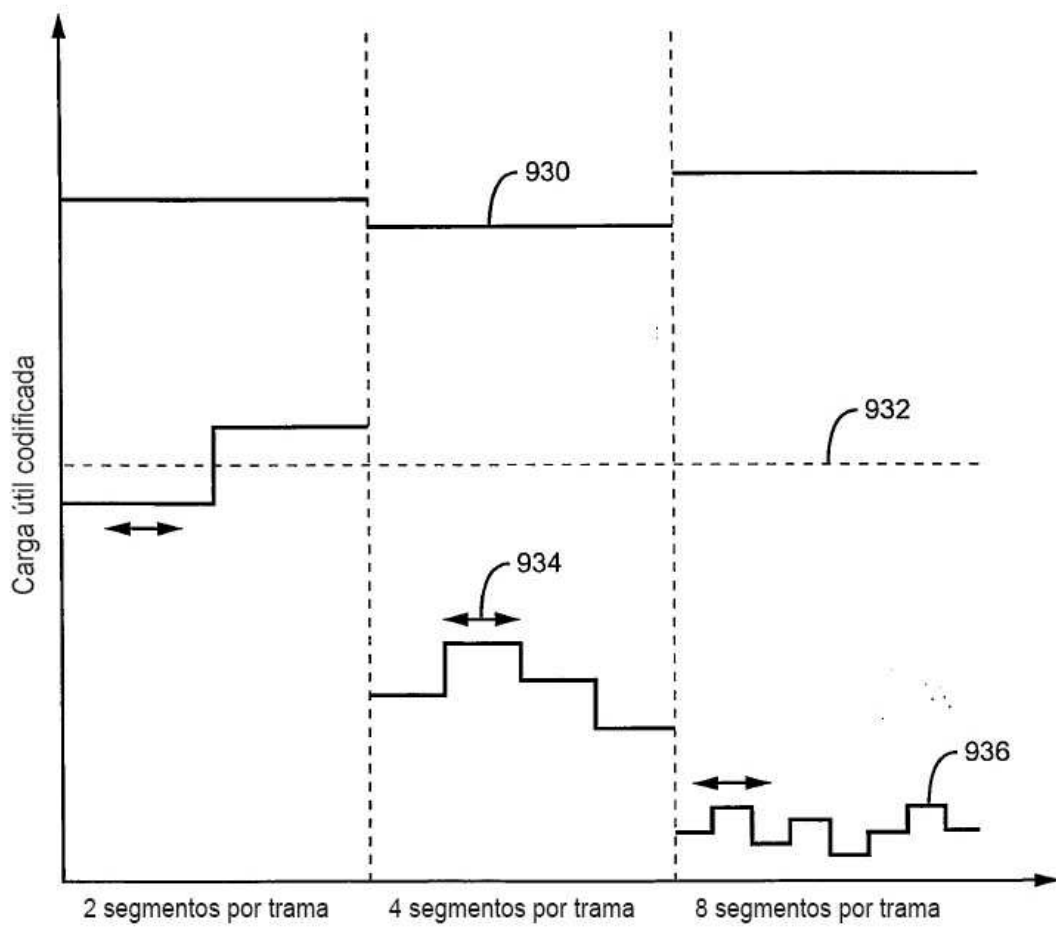 930
932
Carga útil codificada
934
936
2 segmentos por trama
4 segmentos por trama
8 segmentos por trama